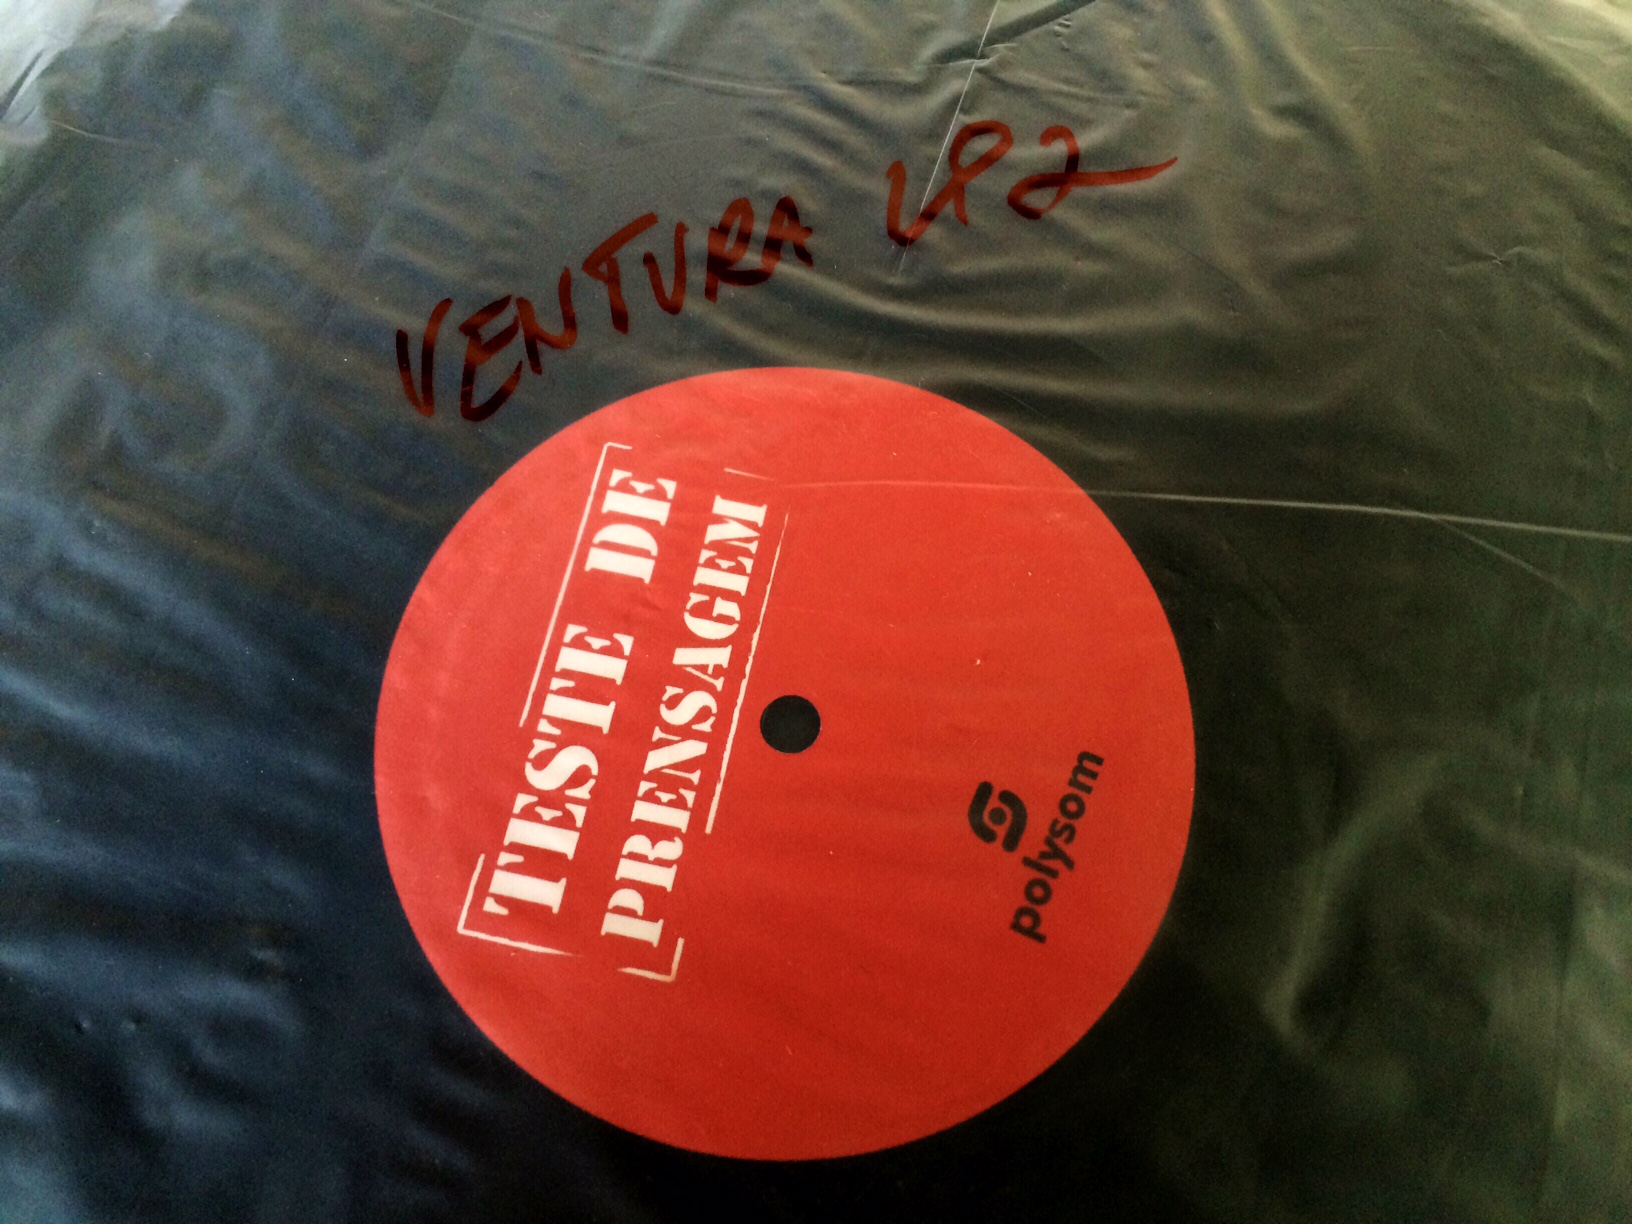 VENTURA LP2
TESTE DE
PRENSAGEM
polysom